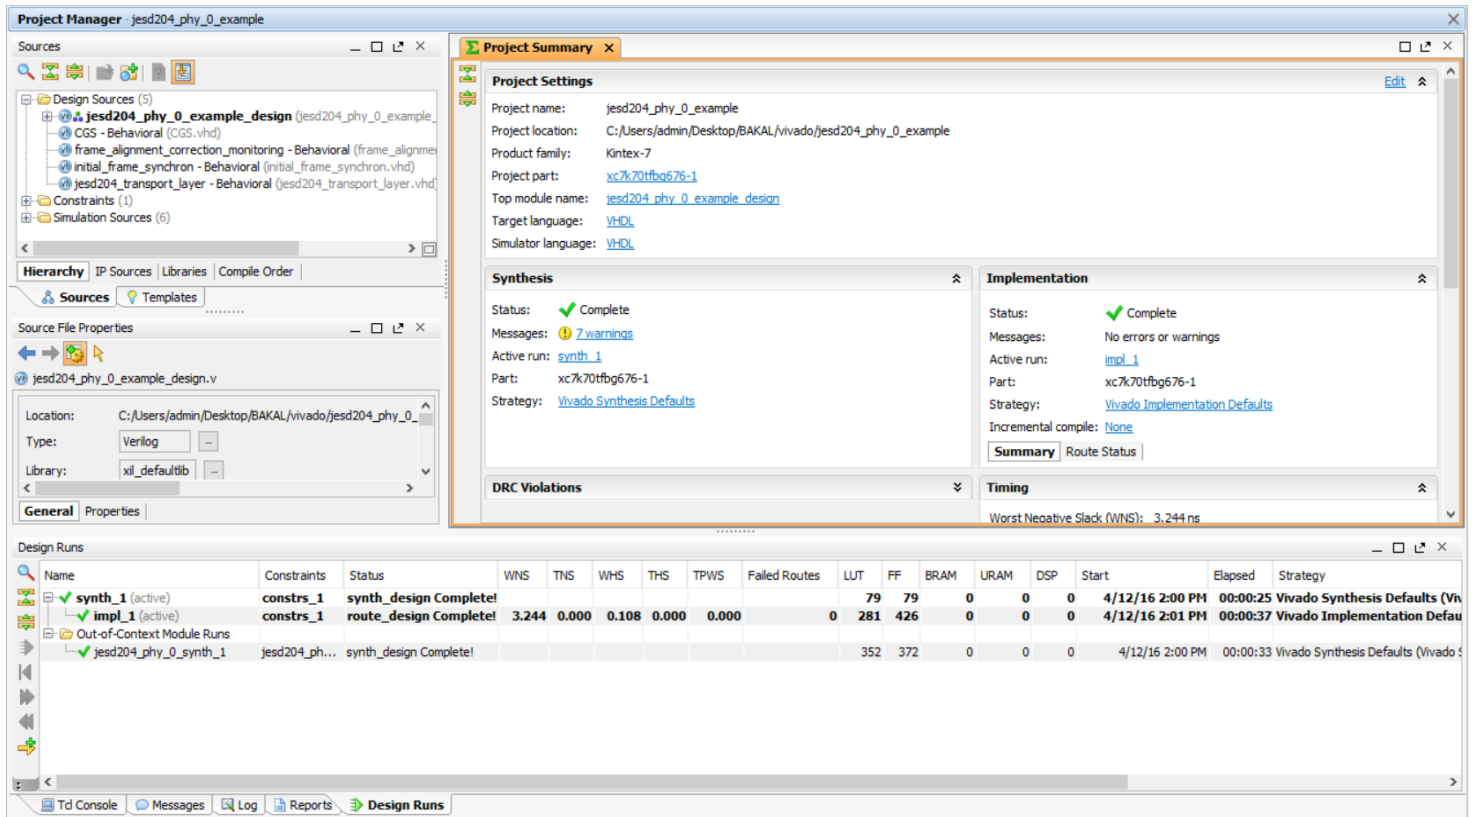 Project Manager - jesd204_phy_0_example
Sources
Design Sources (5)
jesd204_phy_0_example_design (jesd204_phy_0_example_
CGS - Behavioral (CGS.vhd)
frame_alignment_correction_monitoring - Behavioral (frame_alignmer
initial_frame_synchron - Behavioral (initial_frame_synchron.vhd)
jesd204_transport_layer - Behavioral (jesd204_transport_layer.vhd)
Constraints (1)
Simulation Sources (6)
Hierarchy IP Sources Libraries Compile Order
Sources Templates
Source File Properties
jesd204_phy_0_example_design.v
Location: C:/Users/admin/Desktop/BAKAL/vivado/jesd204_phy_0_
Type: Verilog ...
Library: xil_defaultlib ...
General Properties
Project Summary
Project Settings Edit
Project name: jesd204_phy_0_example
Project location: C:/Users/admin/Desktop/BAKAL/vivado/jesd204_phy_0_example
Product family: Kintex-7
Project part: xc7k70tfbg676-1
Top module name: jesd204_phy_0_example_design
Target language: VHDL
Simulator language: VHDL
Synthesis
Status: Complete
Messages: 7 warnings
Active run: synth_1
Part: xc7k70tfbg676-1
Strategy: Vivado Synthesis Defaults
Implementation
Status: Complete
Messages: No errors or warnings
Active run: impl_1
Part: xc7k70tfbg676-1
Strategy: Vivado Implementation Defaults
Incremental compile: None
Summary Route Status
DRC Violations
Timing
Worst Negative Slack (WNS): 3.244 ns
Design Runs
Name Constraints Status WNS TNS WHS THS TPWS Failed Routes LUT FF BRAM URAM DSP Start Elapsed Strategy
synth_1 (active) constrs_1 synth_design Complete! 79 79 0 0 0 4/12/16 2:00 PM 00:00:25 Vivado Synthesis Defaults (Viv
impl_1 (active) constrs_1 route_design Complete! 3.244 0.000 0.108 0.000 0.000 0 281 426 0 0 0 4/12/16 2:01 PM 00:00:37 Vivado Implementation Defau
Out-of-Context Module Runs
jesd204_phy_0_synth_1 jesd204_ph... synth_design Complete! 352 372 0 0 0 4/12/16 2:00 PM 00:00:33 Vivado Synthesis Defaults (Vivado S
Tcl Console Messages Log Reports Design Runs